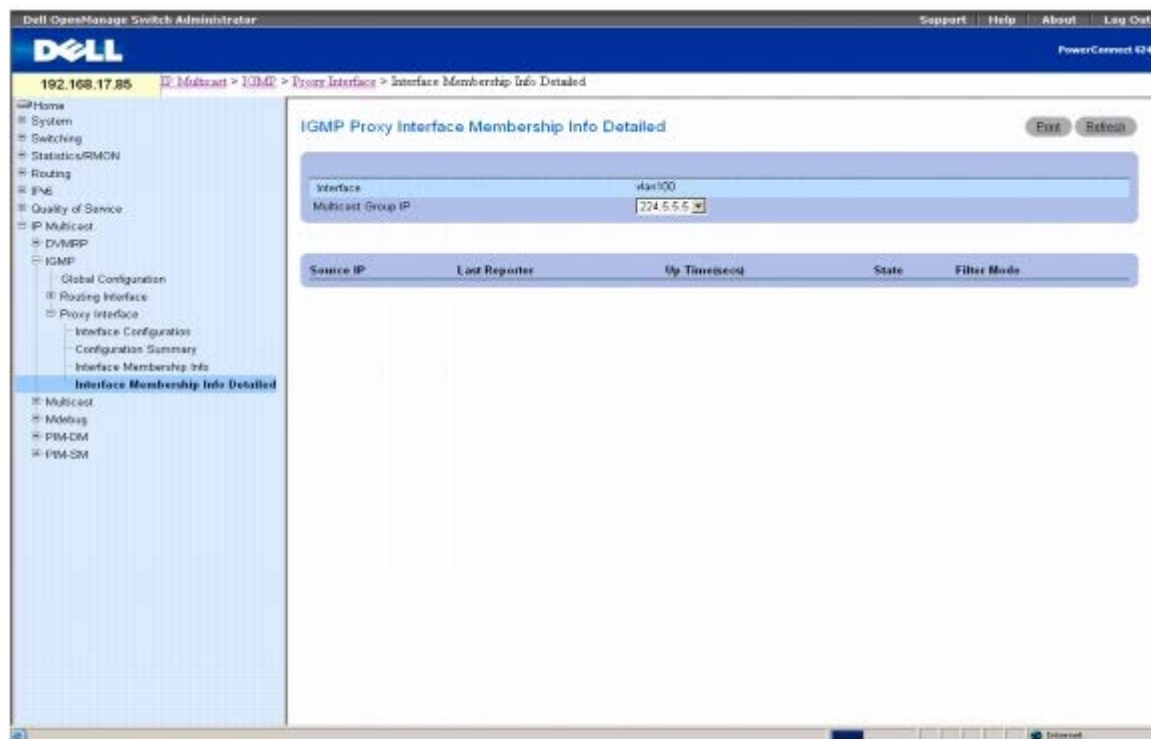 Dell OpenManage Switch Administrator
Support Help About Log Out
DELL
PowerConnect 624
192.168.17.85
IP Multicast > IGMP > Proxy Interface > Interface Membership Info Detailed
Home
System
Switching
Statistics/RMON
Routing
IPv6
Quality of Service
IP Multicast
DVMRP
IGMP
Global Configuration
Routing Interface
Proxy Interface
Interface Configuration
Configuration Summary
Interface Membership Info
Interface Membership Info Detailed
Multicast
Mdebug
PIM-DM
PIM-SM
IGMP Proxy Interface Membership Info Detailed
Print Refresh
Interface vlan100
Multicast Group IP 224.5.5.5
Source IP Last Reporter Up Time(secs) State Filter Mode
Internet